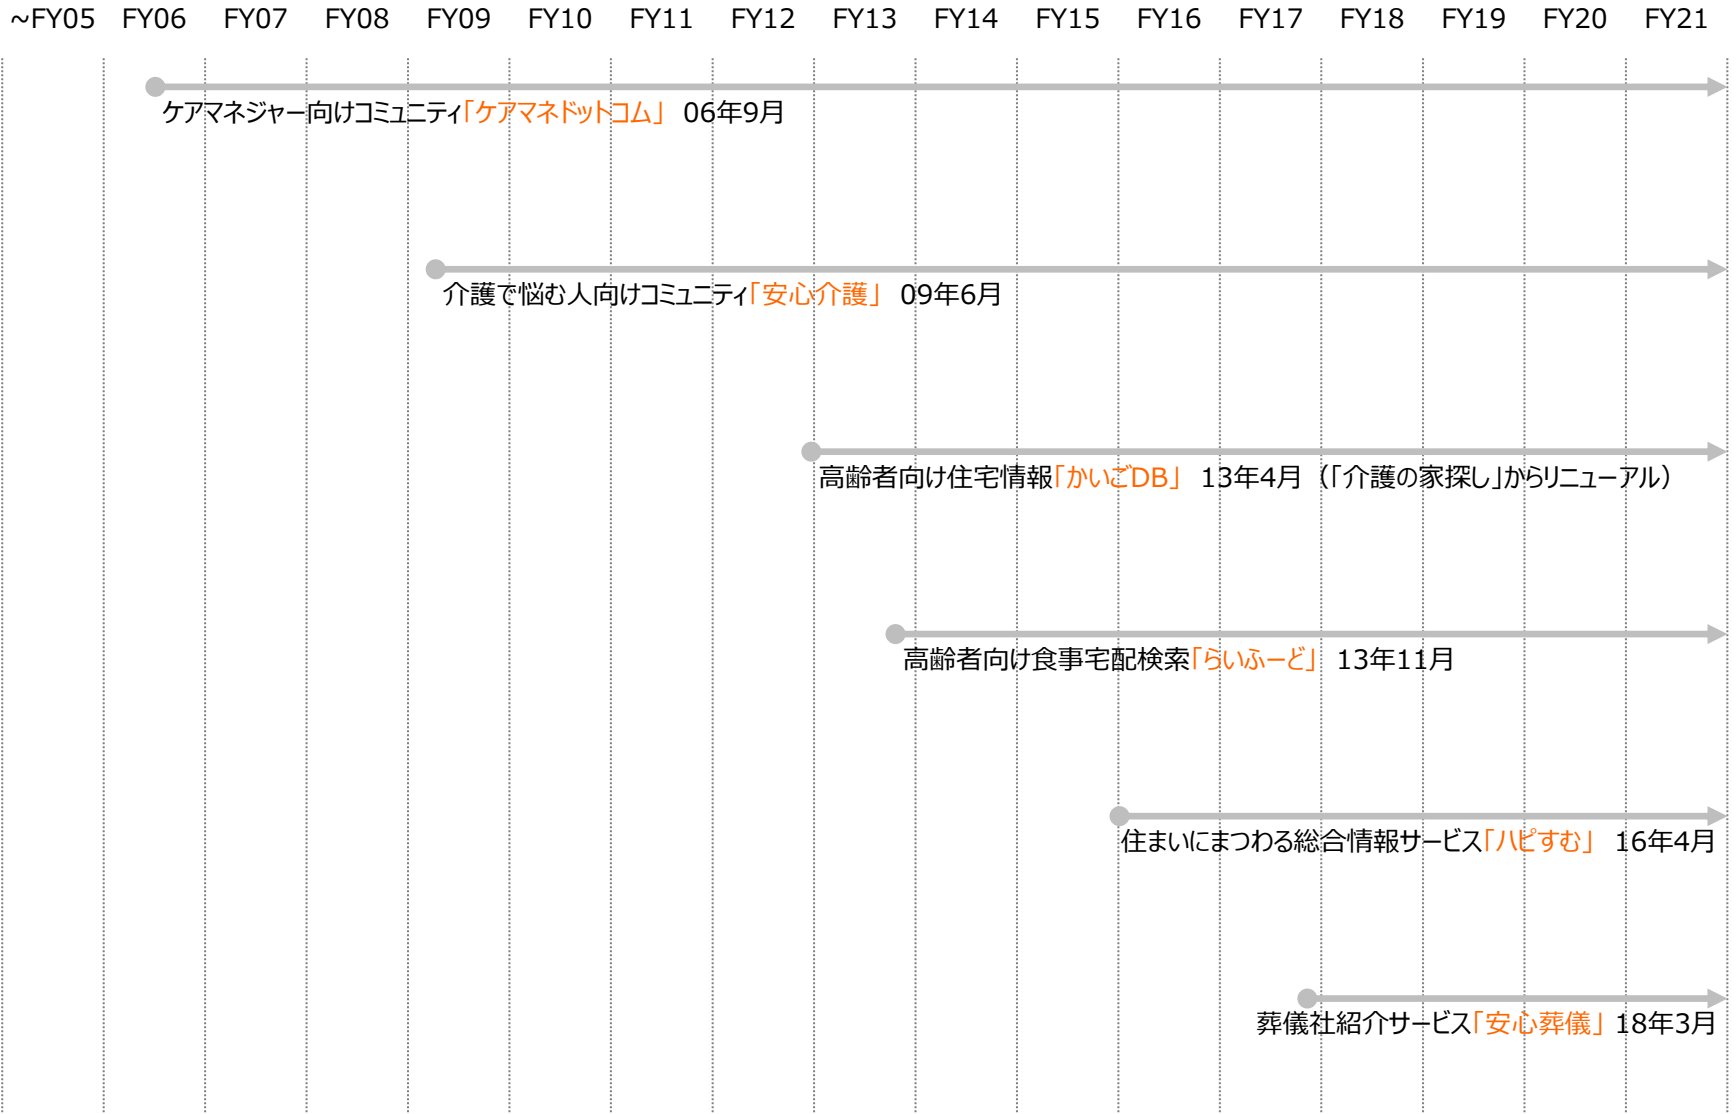 ~FY05 FY06 FY07 FY08 FY09 FY10 FY11 FY12 FY13 FY14 FY15 FY16 FY17 FY18 FY19 FY20 FY21
ケアマネジャー向けコミュニティ「ケアマネドットコム」 06年9月
介護で悩む人向けコミュニティ「安心介護」 09年6月
高齢者向け住宅情報「かいごDB」 13年4月（「介護の家探し」からリニューアル）
高齢者向け食事宅配検索「らいふーど」 13年11月
住まいにまつわる総合情報サービス「ハピすむ」 16年4月
葬儀社紹介サービス「安心葬儀」 18年3月